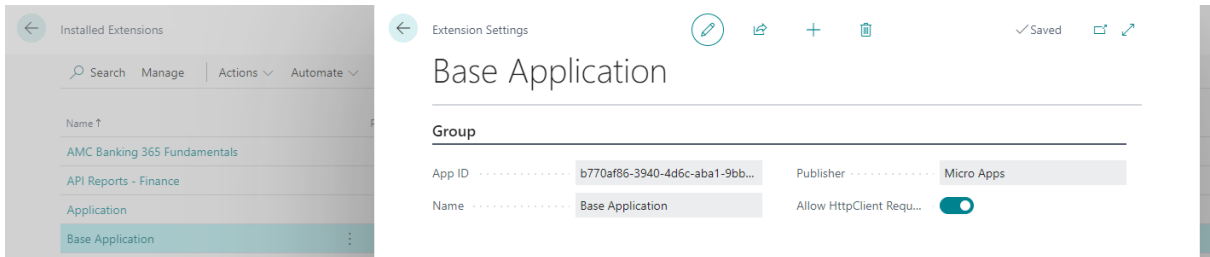 Installed Extensions
Search Manage Actions Automate
Name ↑
AMC Banking 365 Fundamentals
API Reports - Finance
Application
Base Application
Extension Settings
Saved
Base Application
Group
App ID b770af86-3940-4d6c-aba1-9bb... Publisher Micro Apps
Name Base Application Allow HttpClient Requ...